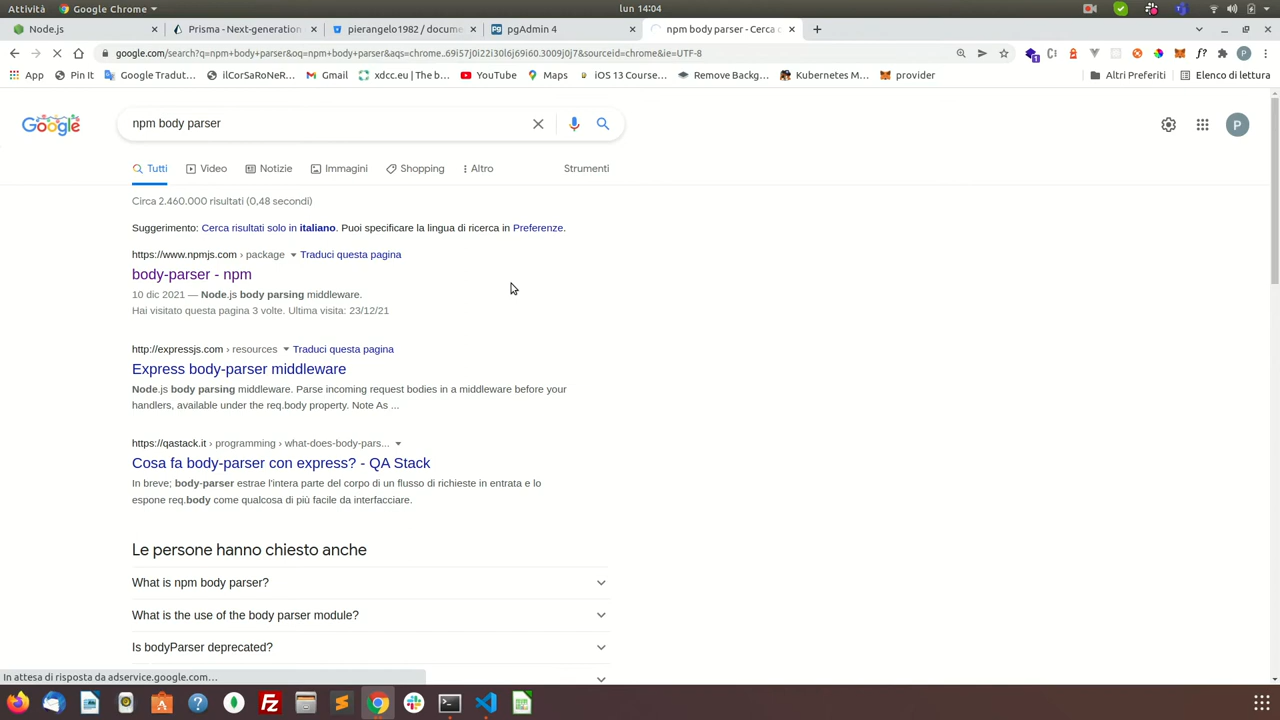 Attività
Google Chrome
lun 14:04
Node.js
Prisma - Next-generation
pierangelo1982 / docume
pgAdmin 4
npm body parser - Cerca c
google.com/search?q=npm+body+parser&oq=npm+body+parser&aqs=chrome..69i57j0i22i30l6j69i60.3009j0j7&sourceid=chrome&ie=UTF-8
App
Pin It
Google Tradut...
ilCorSaRoNeR...
Gmail
xdcc.eu | The b...
YouTube
Maps
iOS 13 Course...
Remove Backg...
Kubernetes M...
provider
Altri Preferiti
Elenco di lettura
Google
npm body parser
P
Tutti
Video
Notizie
Immagini
Shopping
Altro
Strumenti
Circa 2.460.000 risultati (0,48 secondi)
Suggerimento: Cerca risultati solo in italiano. Puoi specificare la lingua di ricerca in Preferenze.
https://www.npmjs.com › package Traduci questa pagina
body-parser - npm
10 dic 2021 — Node.js body parsing middleware.
Hai visitato questa pagina 3 volte. Ultima visita: 23/12/21
http://expressjs.com › resources Traduci questa pagina
Express body-parser middleware
Node.js body parsing middleware. Parse incoming request bodies in a middleware before your
handlers, available under the req.body property. Note As ...
https://qastack.it › programming › what-does-body-pars...
Cosa fa body-parser con express? - QA Stack
In breve; body-parser estrae l'intera parte del corpo di un flusso di richieste in entrata e lo
espone req.body come qualcosa di più facile da interfacciare.
Le persone hanno chiesto anche
What is npm body parser?
What is the use of the body parser module?
Is bodyParser deprecated?
In attesa di risposta da adservice.google.com...